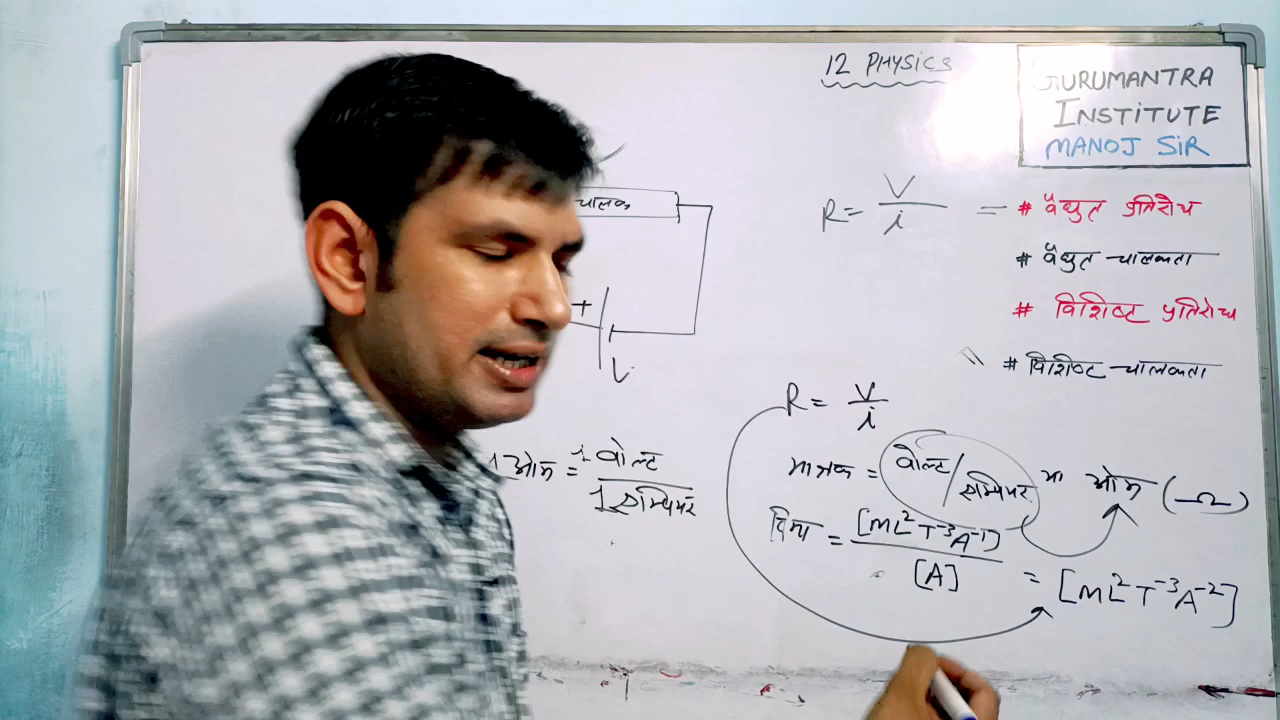 12 PHYSICS
GURUMANTRA
INSTITUTE
MANOJ SIR
चालक
+
V
R = V/i =
# वैद्युत प्रतिरोध
# वैद्युत चालकता
# विशिष्ट प्रतिरोध
# विशिष्ट चालकता
R = V/i
1 ओम = 1 वोल्ट / 1 एम्पियर
मात्रक = वोल्ट/एम्पियर या ओम (Ω)
विमा = [ML²T⁻³A⁻¹] / [A] = [ML²T⁻³A⁻²]